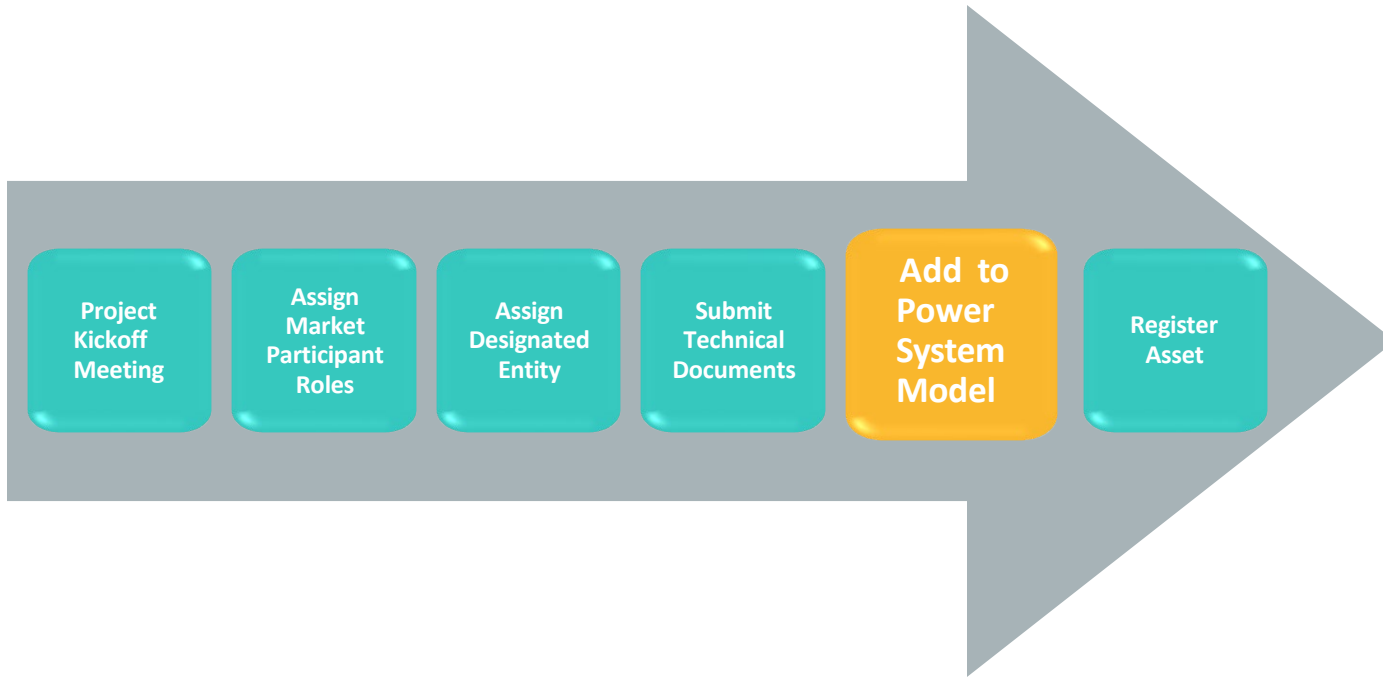 Project
Kickoff
Meeting
Assign
Market
Participant
Roles
Assign
Designated
Entity
Submit
Technical
Documents
Add to
Power
System
Model
Register
Asset